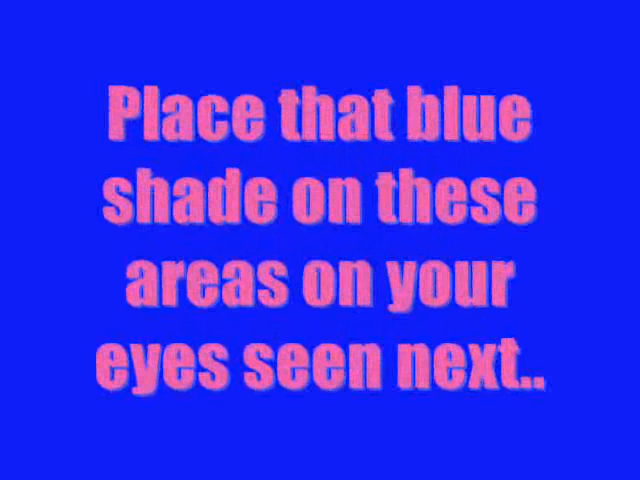 Place that blue
shade on these
areas on your
eyes seen next..